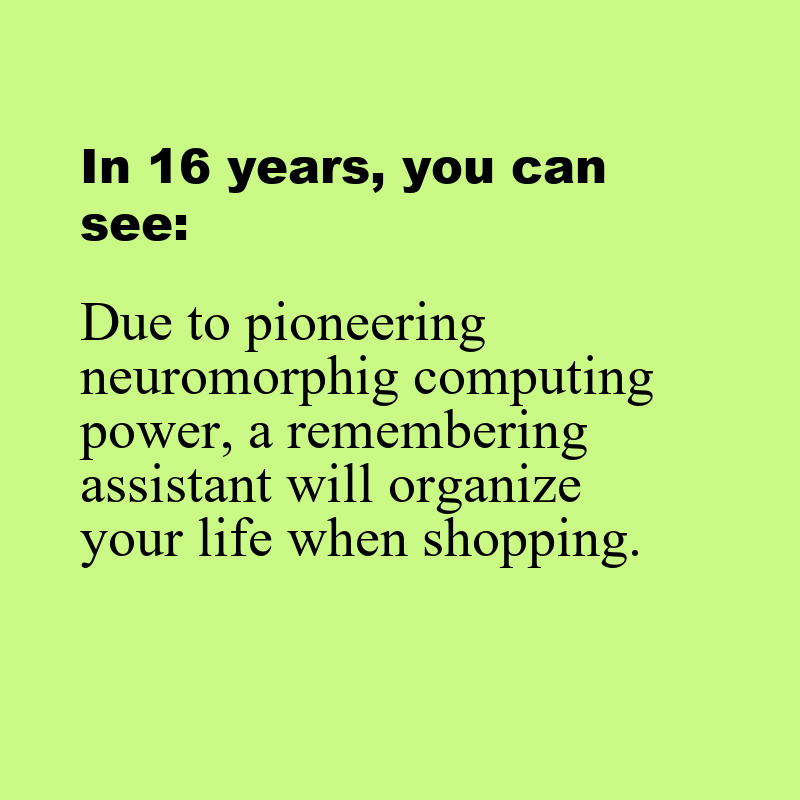 In 16 years, you can
see:
Due to pioneering
neuromorphig computing
power, a remembering
assistant will organize
your life when shopping.